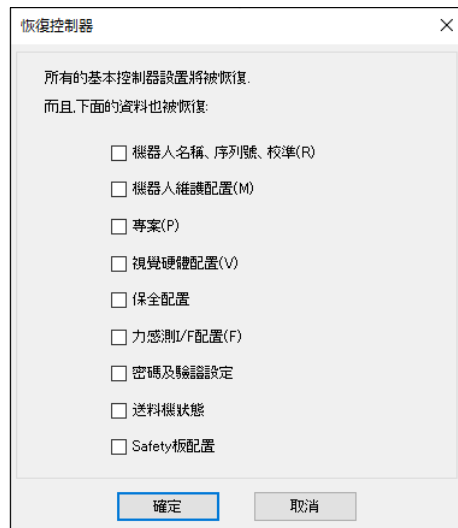 恢復控制器
所有的基本控制器設置將被恢復.
而且,下面的資料也被恢復:
機器人名稱、序列號、校準(R)
機器人維護配置(M)
專案(P)
視覺硬體配置(V)
保全配置
力感測I/F配置(F)
密碼及驗證設定
送料機狀態
Safety板配置
確定
取消